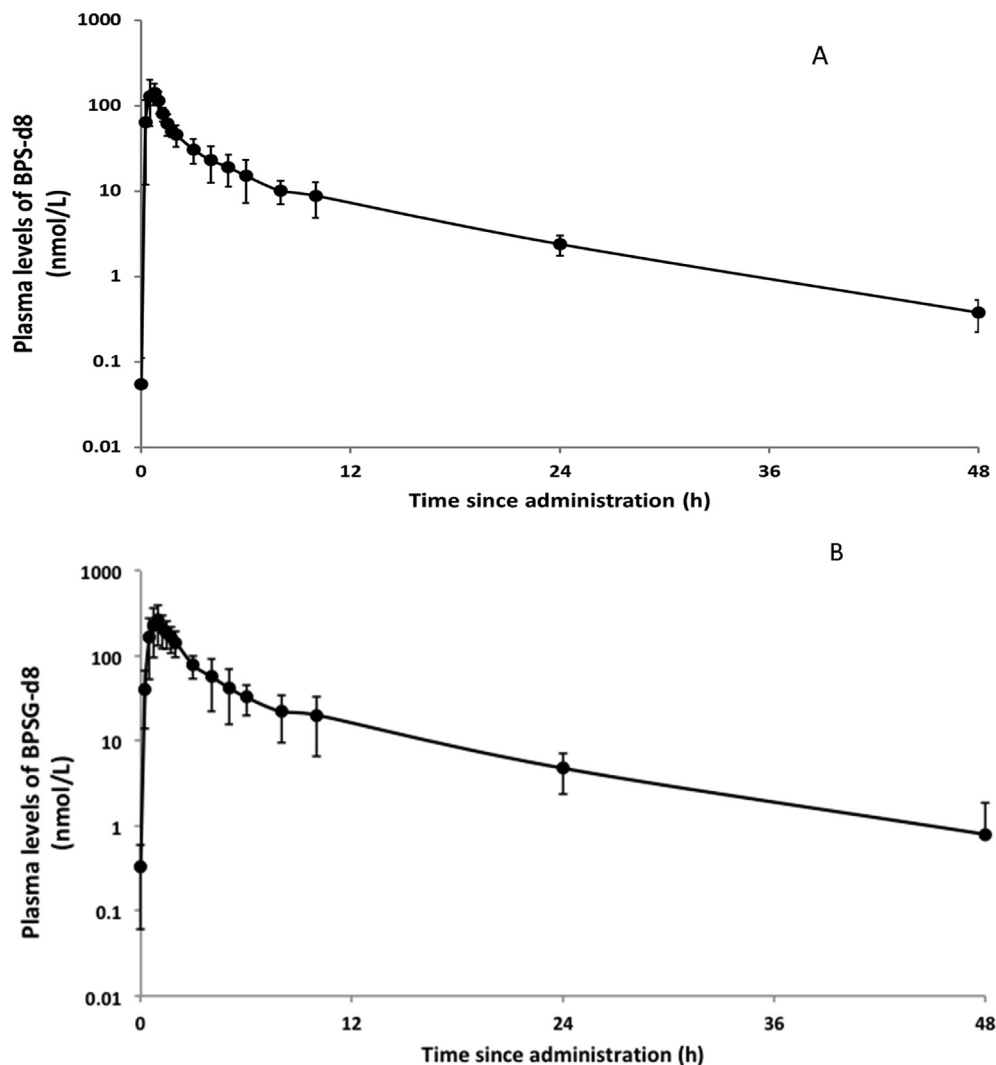 A
Plasma levels of BPS-d8
(nmol/L)
1000
100
10
1
0.1
0.01
0 12 24 36 48
Time since administration (h)
B
Plasma levels of BPSG-d8
(nmol/L)
1000
100
10
1
0.1
0.01
0 12 24 36 48
Time since administration (h)